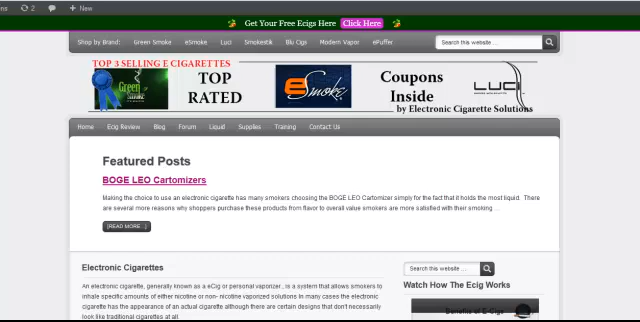 2
+ New
Get Your Free Ecigs Here Click Here
Shop by Brand: Green Smoke eSmoke Luci Smokestik Blu Cigs Modern Vapor ePuffer
Search this website …
TOP 3 SELLING E CIGARETTES
Green
TOP
RATED
Smoke
Coupons
Inside
LUCI
by Electronic Cigarette Solutions
Home Ecig Review Blog Forum Liquid Supplies Training Contact Us
Featured Posts
BOGE LEO Cartomizers
Making the choice to use an electronic cigarette has many smokers choosing the BOGE LEO Cartomizer simply for the fact that it holds the most liquid. There
are several more reasons why shoppers purchase these products from flavor to overall value smokers are more satisfied with their smoking …
[READ MORE...]
Electronic Cigarettes
An electronic cigarette, generally known as a eCig or personal vaporizer., is a system that allows smokers to
inhale specific amounts of either nicotine or non- nicotine vaporized solutions In many cases the electronic
cigarette has the appearance of an actual cigarette although there are certain designs that don't necessarily
look like traditional cigarettes at all.
Search this website …
Watch How The Ecig Works
Benefits of E-Cigs